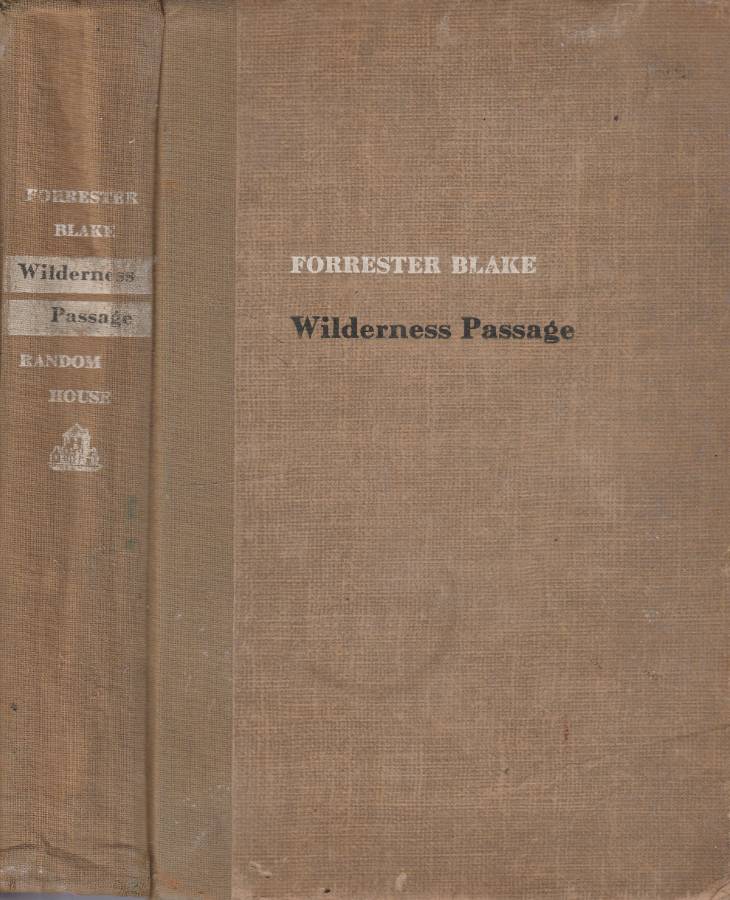 FORRESTER
BLAKE
Wilderness
Passage
RANDOM
HOUSE
FORRESTER BLAKE
Wilderness Passage